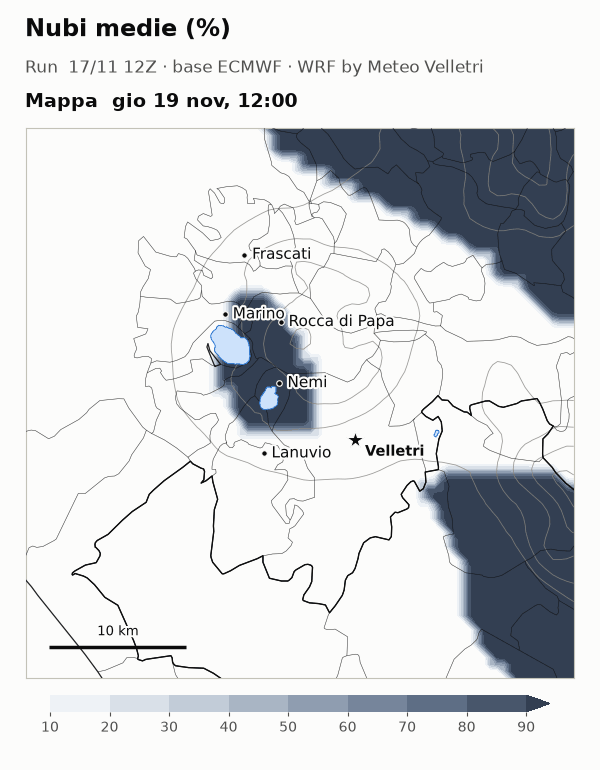 Nubi medie (%)
Run  17/11 12Z · base ECMWF · WRF by Meteo Velletri
Mappa  gio 19 nov, 12:00
Frascati
Marino
Rocca di Papa
Nemi
Velletri
Lanuvio
10 km
10 20 30 40 50 60 70 80 90